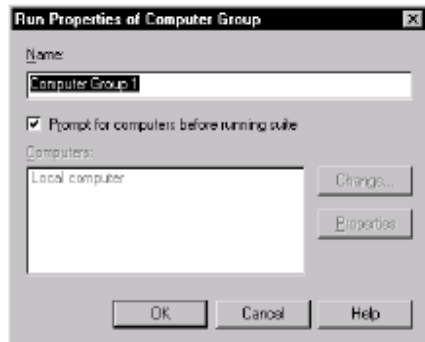 Run Properties of Computer Group
Name:
Computer Group 1
Prompt for computers before running suite
Computers:
Local computer
Change...
Properties
OK
Cancel
Help